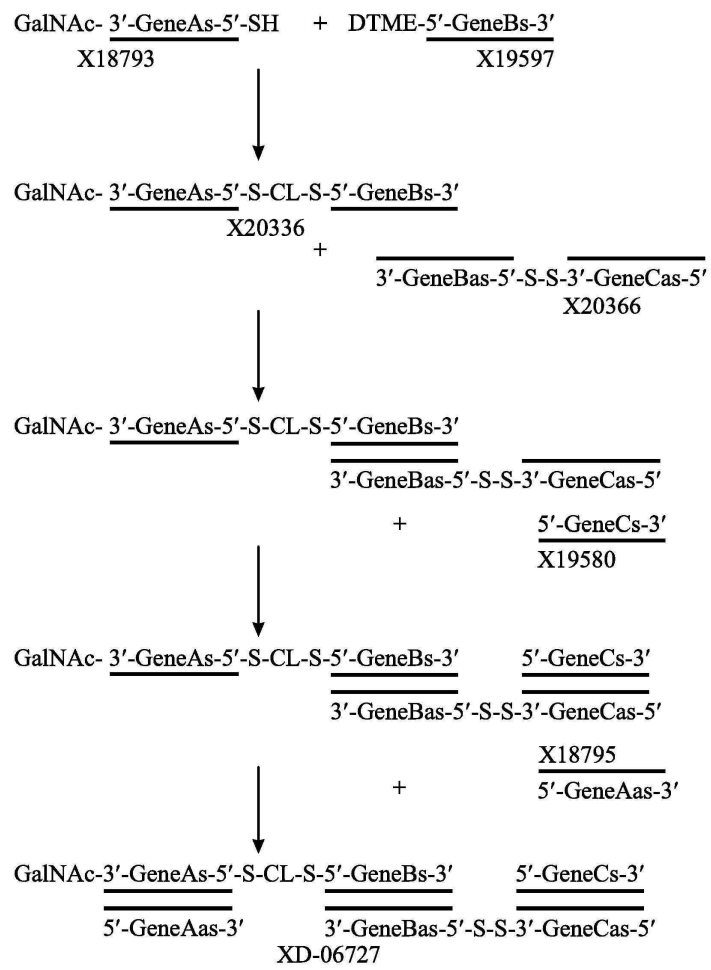 GalNAc- 3'-GeneAs-5'-SH + DTME-5'-GeneBs-3'
X18793 X19597
GalNAc- 3'-GeneAs-5'-S-CL-S-5'-GeneBs-3'
X20336
+
3'-GeneBas-5'-S-S-3'-GeneCas-5'
X20366
GalNAc- 3'-GeneAs-5'-S-CL-S-5'-GeneBs-3'
3'-GeneBas-5'-S-S-3'-GeneCas-5'
+ 5'-GeneCs-3'
X19580
GalNAc- 3'-GeneAs-5'-S-CL-S-5'-GeneBs-3' 5'-GeneCs-3'
3'-GeneBas-5'-S-S-3'-GeneCas-5'
X18795
+ 5'-GeneAas-3'
GalNAc-3'-GeneAs-5'-S-CL-S-5'-GeneBs-3' 5'-GeneCs-3'
5'-GeneAas-3' 3'-GeneBas-5'-S-S-3'-GeneCas-5'
XD-06727